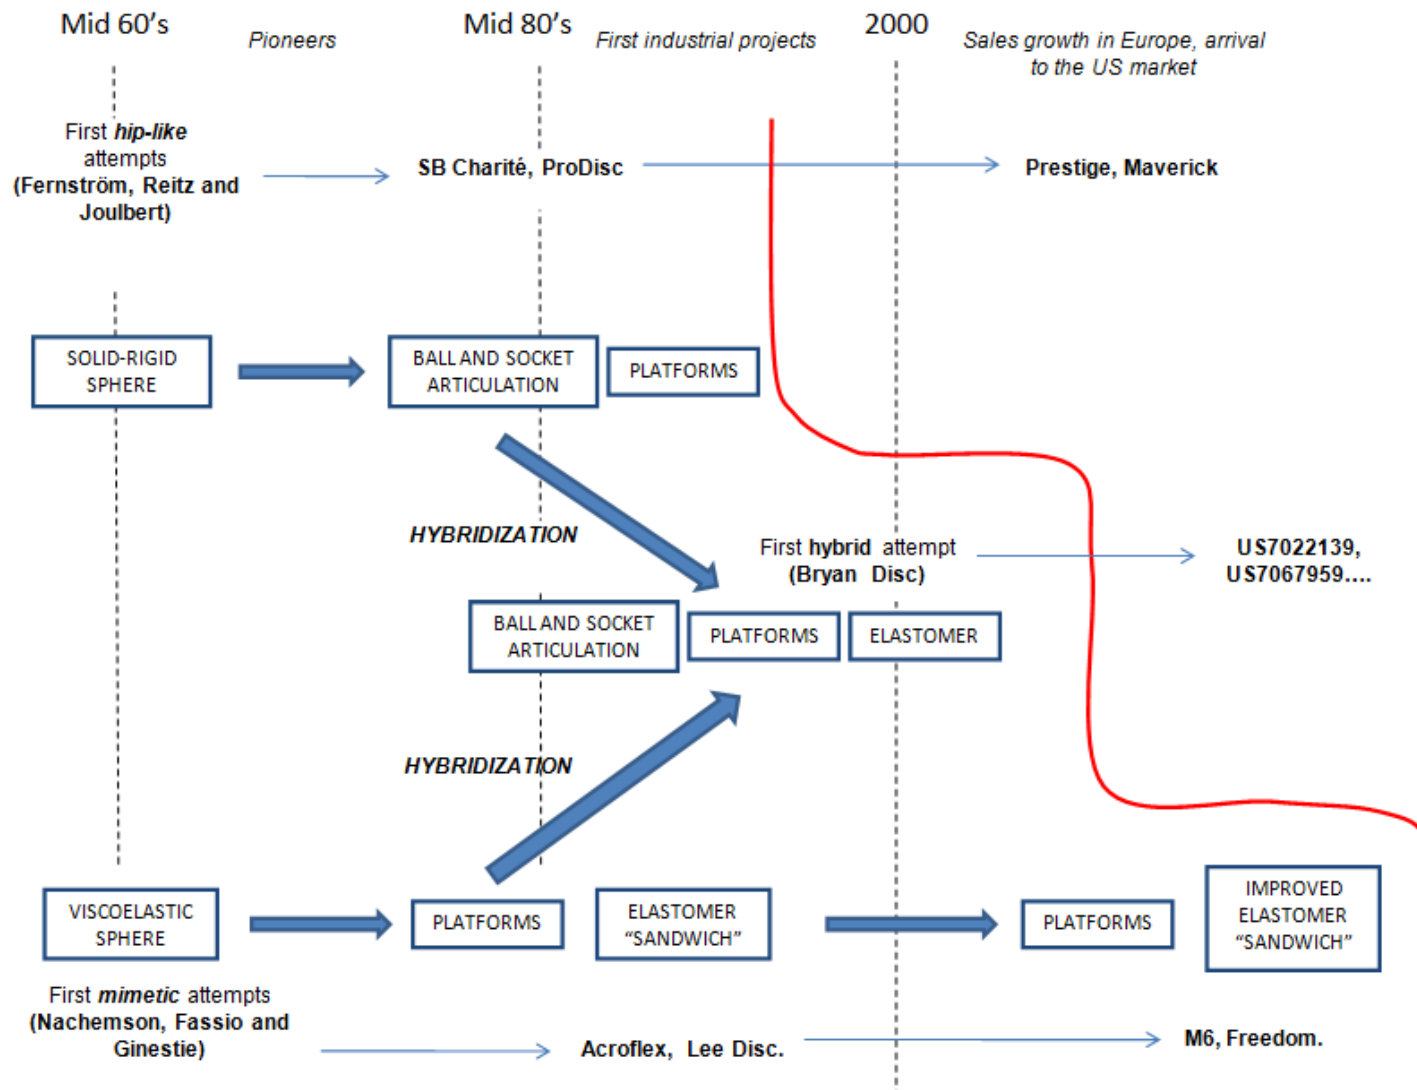 Mid 60's
Pioneers
Mid 80's
First industrial projects
2000
Sales growth in Europe, arrival
to the US market
First hip-like
attempts
(Fernström, Reitz and
Joulbert)
SB Charité, ProDisc
Prestige, Maverick
SOLID-RIGID
SPHERE
BALL AND SOCKET
ARTICULATION
PLATFORMS
HYBRIDIZATION
First hybrid attempt
(Bryan Disc)
US7022139,
US7067959....
BALL AND SOCKET
ARTICULATION
PLATFORMS
ELASTOMER
HYBRIDIZATION
VISCOELASTIC
SPHERE
PLATFORMS
ELASTOMER
"SANDWICH"
PLATFORMS
IMPROVED
ELASTOMER
"SANDWICH"
First mimetic attempts
(Nachemson, Fassio and
Ginestie)
Acroflex, Lee Disc.
M6, Freedom.